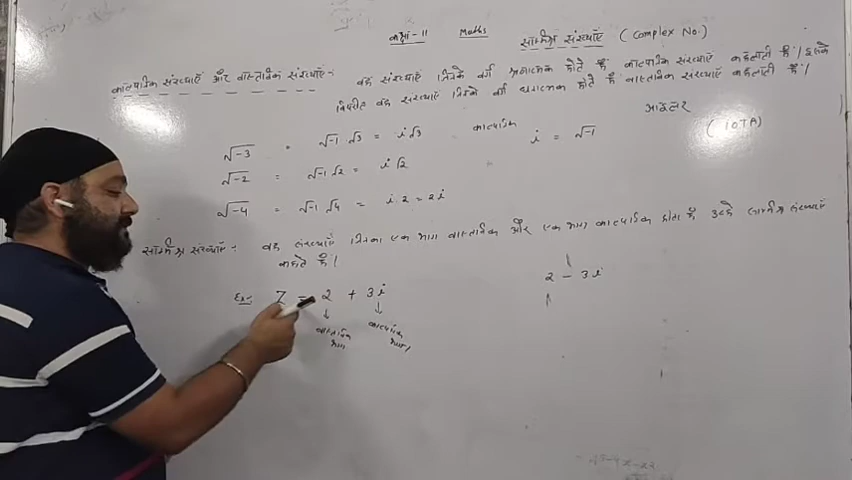 कक्षा-11 Maths
सम्मिश्र संख्याएँ (Complex No.)
काल्पनिक संख्याएँ और वास्तविक संख्याएँ:- वह संख्याएँ जिनके वर्ग ऋणात्मक होते हैं काल्पनिक संख्याएँ कहलाती हैं। इसके
विपरीत वह संख्याएँ जिनके वर्ग धनात्मक होते हैं वास्तविक संख्याएँ कहलाती हैं।
√-3 = √-1 √3 = i√3 काल्पनिक i = √-1 आयलर (IOTA)
√-2 = √-1 √2 = i√2
√-4 = √-1 √4 = i·2 = 2i
सम्मिश्र संख्याएँ:- वह संख्याएँ जिनका एक भाग वास्तविक और एक भाग काल्पनिक होता है उनको सम्मिश्र संख्याएँ
कहते हैं।
Ex:- Z = 2 + 3i
2 - 3i
वास्तविक भाग
काल्पनिक भाग